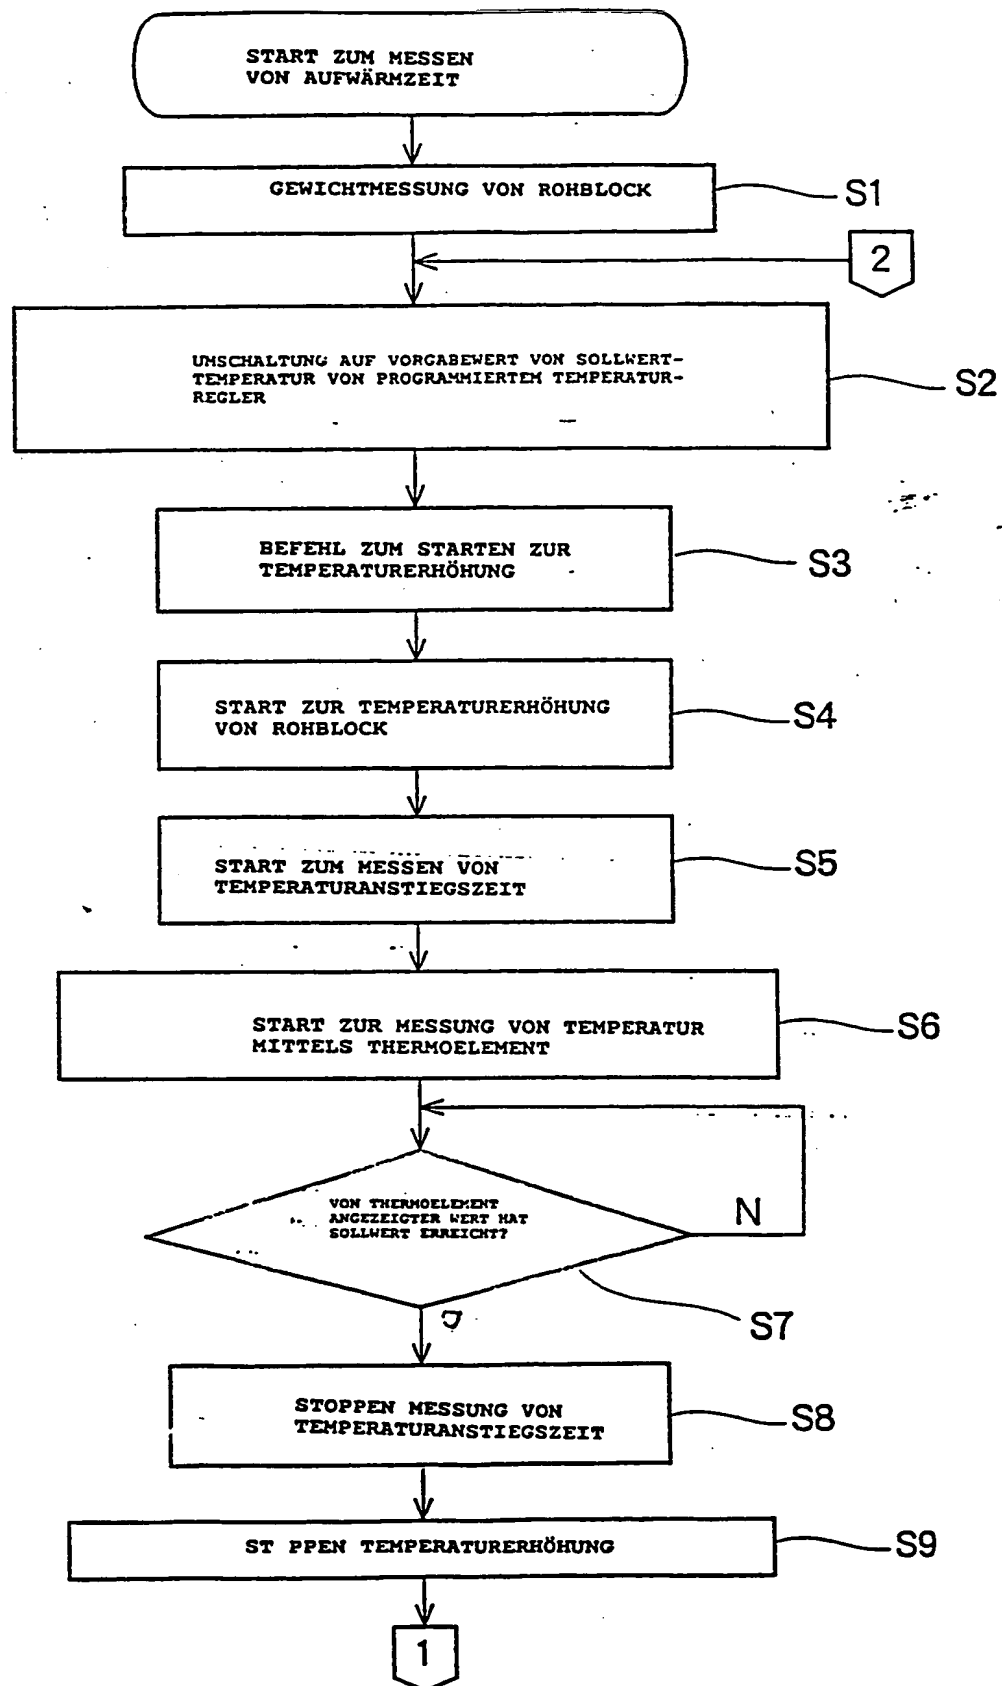 START ZUM MESSEN
VON AUFWÄRMZEIT
GEWICHTMESSUNG VON ROHBLOCK
S1
2
UMSCHALTUNG AUF VORGABEWERT VON SOLLWERT-
TEMPERATUR VON PROGRAMMIERTEM TEMPERATUR-
REGLER
S2
BEFEHL ZUM STARTEN ZUR
TEMPERATURERHÖHUNG
S3
START ZUR TEMPERATURERHÖHUNG
VON ROHBLOCK
S4
START ZUM MESSEN VON
TEMPERATURANSTIEGSZEIT
S5
START ZUR MESSUNG VON TEMPERATUR
MITTELS THERMOELEMENT
S6
VON THERMOELEMENT
ANGEZEIGTER WERT HAT
SOLLWERT ERREICHT?
N
S7
J
STOPPEN MESSUNG VON
TEMPERATURANSTIEGSZEIT
S8
ST PPEN TEMPERATURERHÖHUNG
S9
1